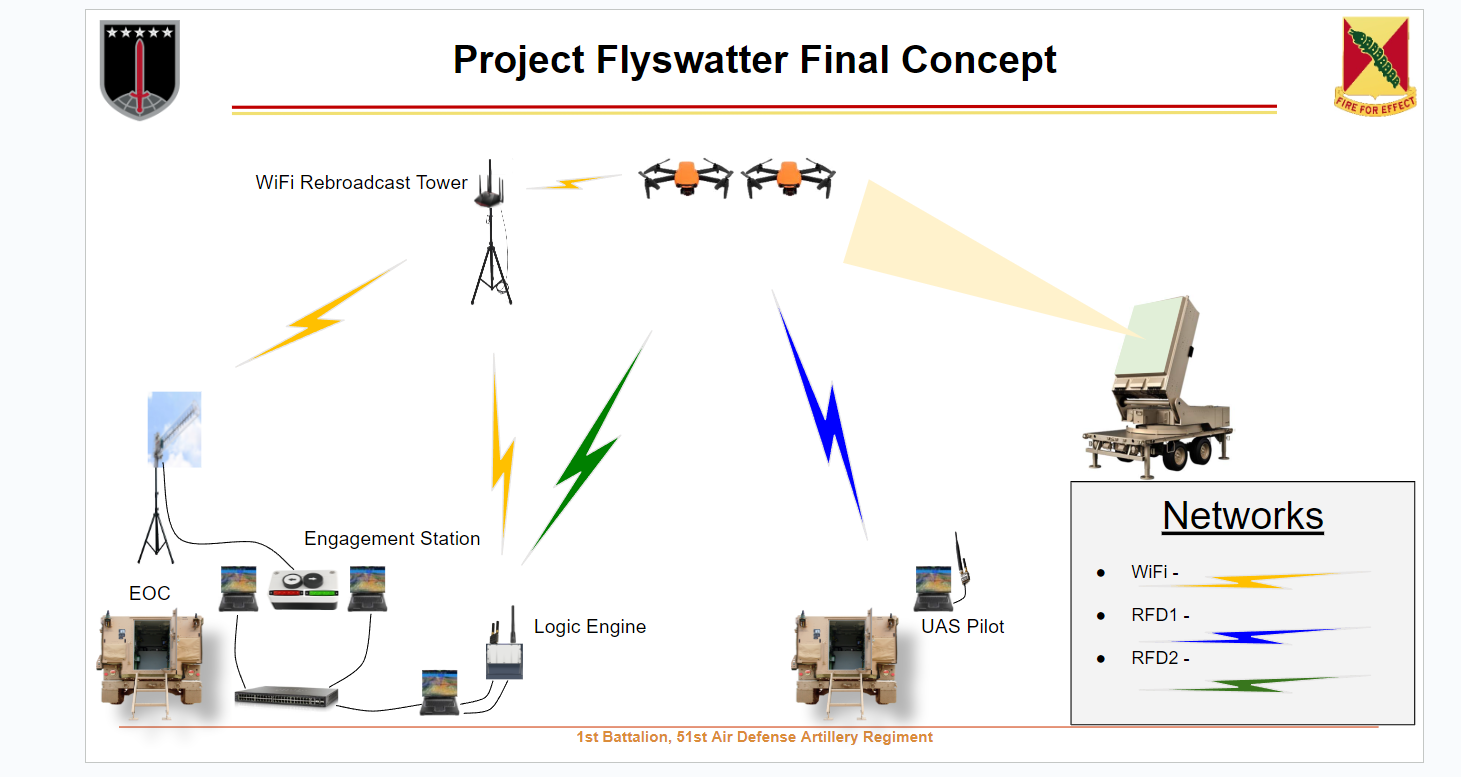 Project Flyswatter Final Concept
FIRE FOR EFFECT
WiFi Rebroadcast Tower
Engagement Station
EOC
Logic Engine
UAS Pilot
Networks
● WiFi -
● RFD1 -
● RFD2 -
1st Battalion, 51st Air Defense Artillery Regiment